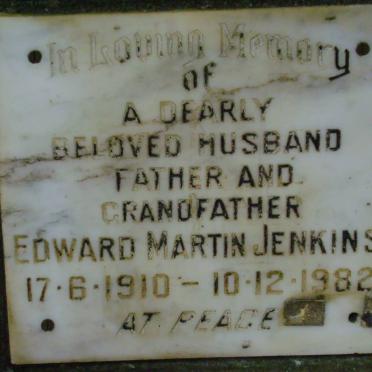 In Loving Memory
of
A DEARLY
BELOVED HUSBAND
FATHER AND
GRANDFATHER
EDWARD MARTIN JENKINS
17·6·1910 - 10·12·1982
AT PEACE